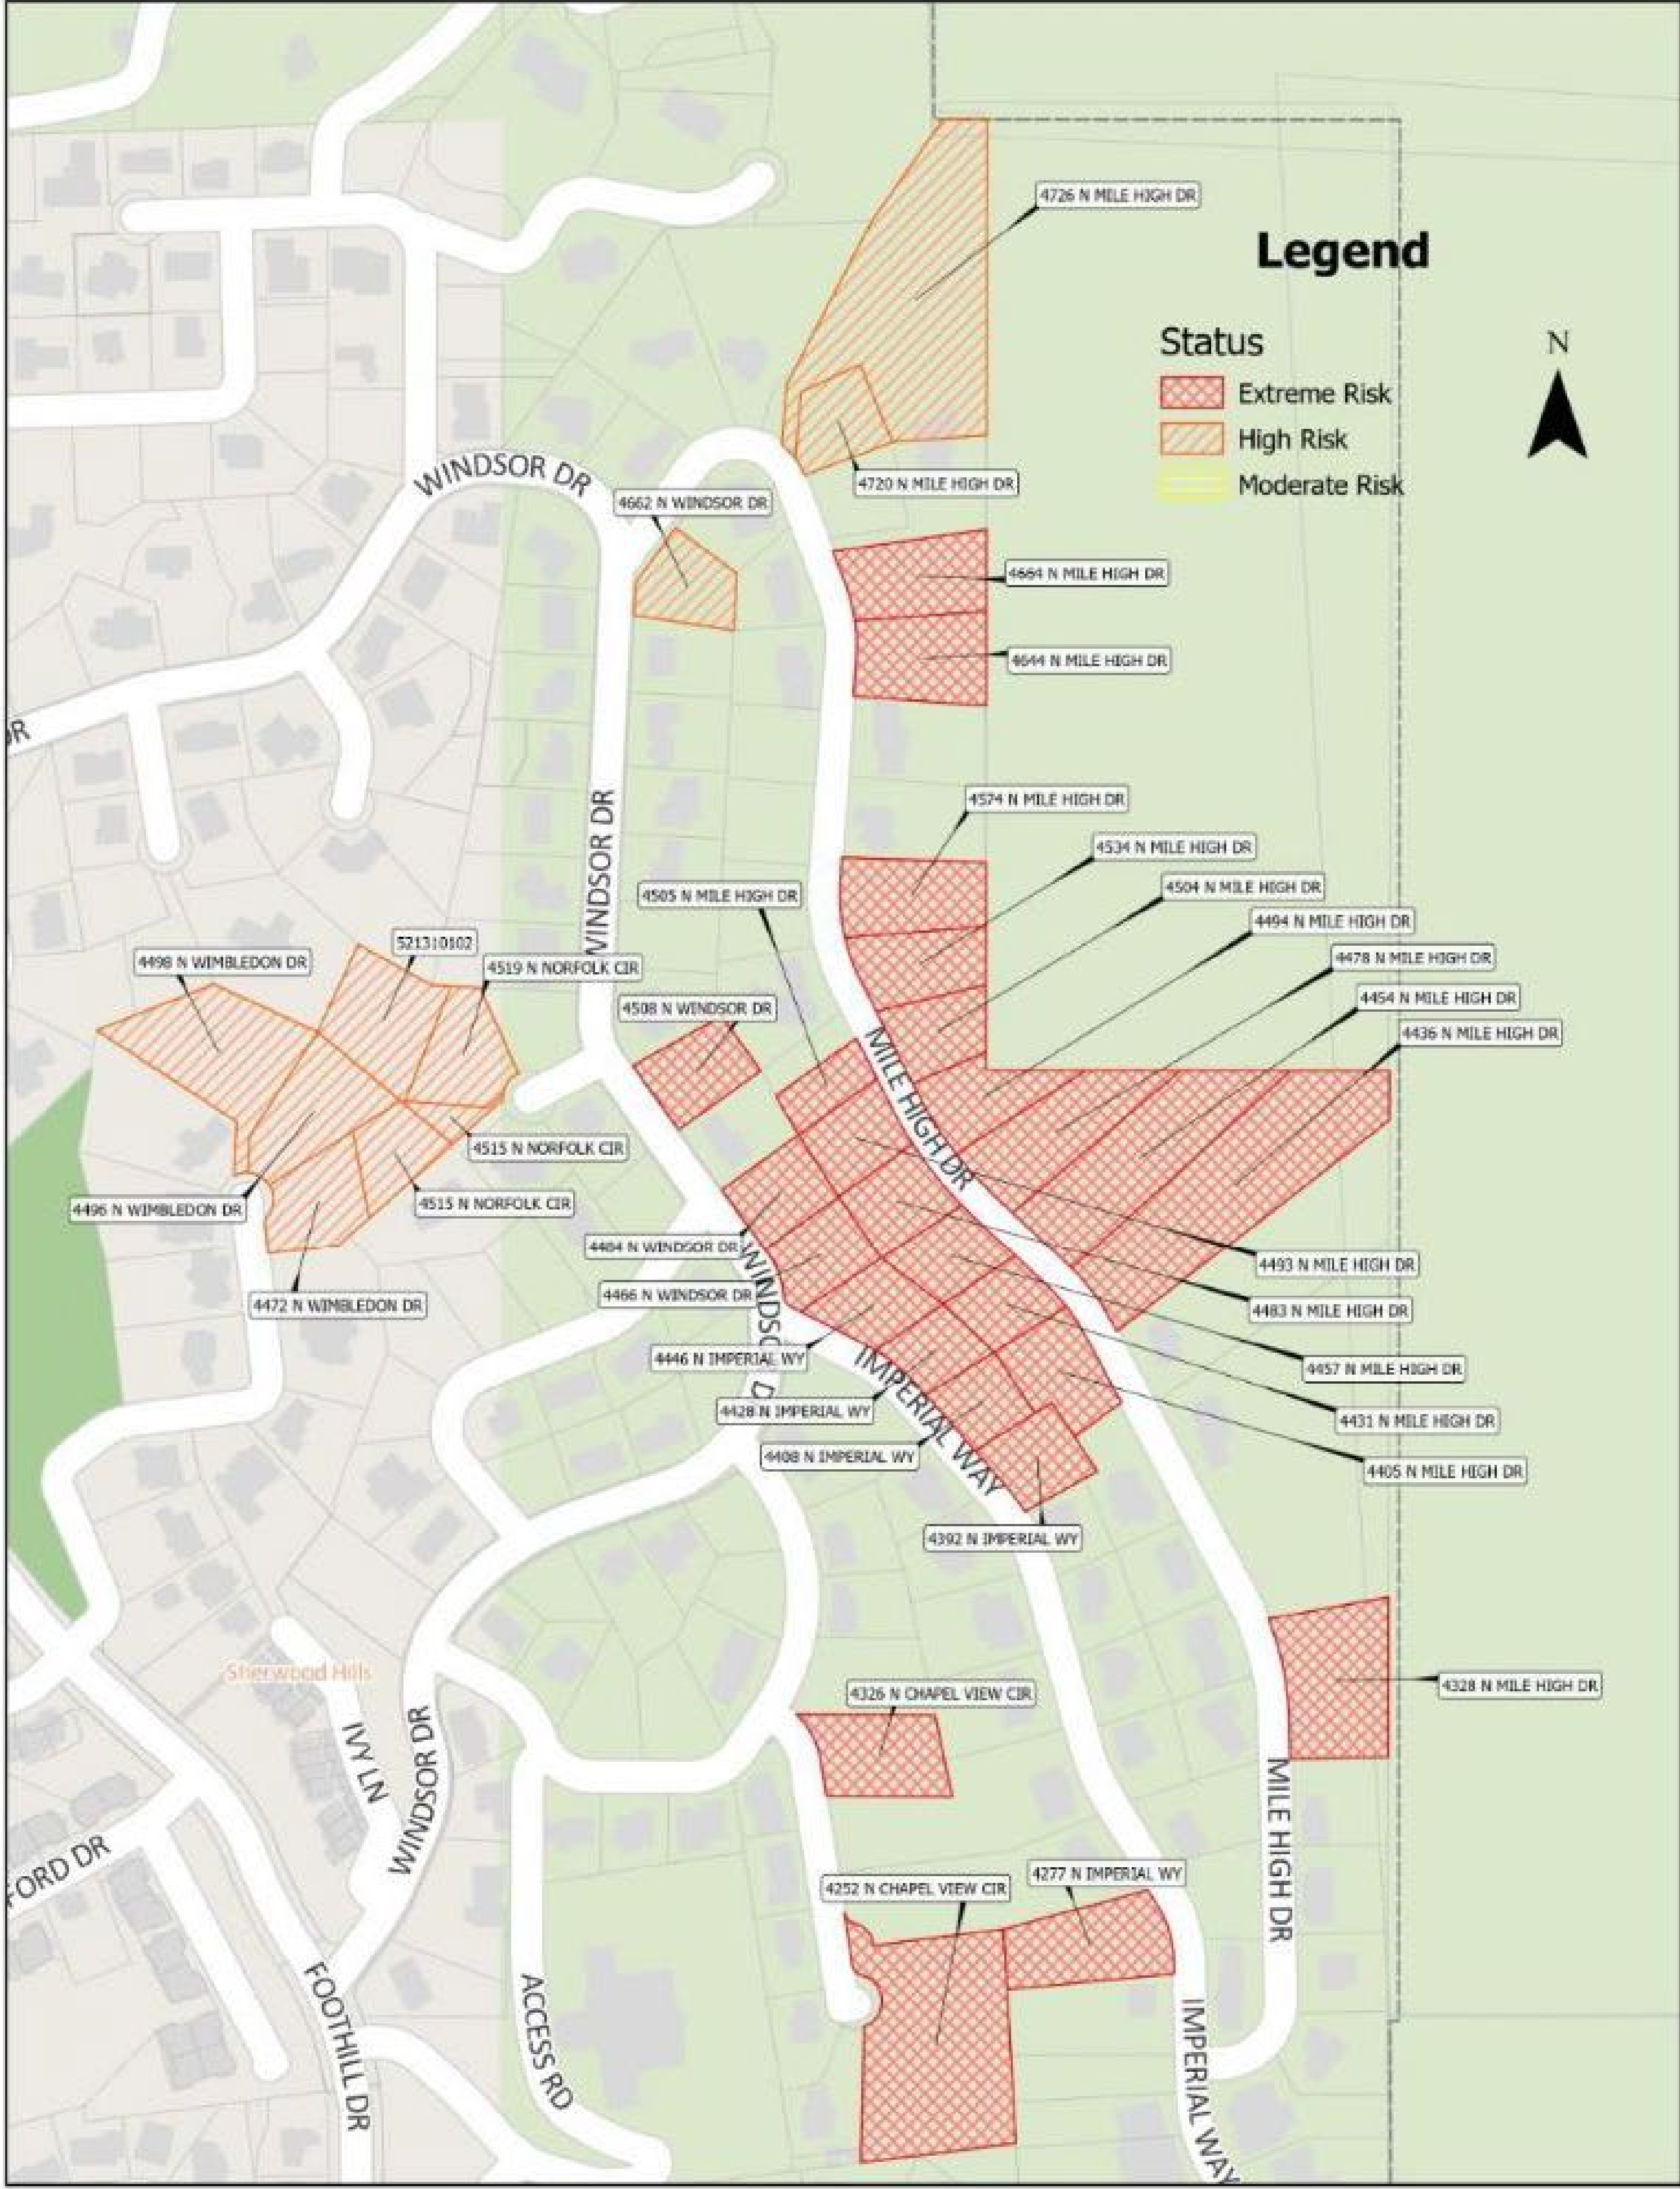 4726 N MILE HIGH DR
Legend
Status
N
Extreme Risk
High Risk
Moderate Risk
4720 N MILE HIGH DR
WINDSOR DR
4662 N WINDSOR DR
4664 N MILE HIGH DR
4644 N MILE HIGH DR
DR
4574 N MILE HIGH DR
4534 N MILE HIGH DR
WINDSOR DR
4505 N MILE HIGH DR
4504 N MILE HIGH DR
4494 N MILE HIGH DR
521310102
4498 N WIMBLEDON DR
4519 N NORFOLK CIR
4478 N MILE HIGH DR
4454 N MILE HIGH DR
4508 N WINDSOR DR
4436 N MILE HIGH DR
MILE HIGH DR
4515 N NORFOLK CIR
4515 N NORFOLK CIR
4496 N WIMBLEDON DR
4484 N WINDSOR DR
4493 N MILE HIGH DR
4466 N WINDSOR DR
WINDSO
D
4472 N WIMBLEDON DR
4483 N MILE HIGH DR
4446 N IMPERIAL WY
IMPERIAL WAY
4457 N MILE HIGH DR
4428 N IMPERIAL WY
4431 N MILE HIGH DR
4408 N IMPERIAL WY
4405 N MILE HIGH DR
4392 N IMPERIAL WY
Sherwood Hills
4328 N MILE HIGH DR
4326 N CHAPEL VIEW CIR
IVY LN
WINDSOR DR
MILE HIGH DR
FORD DR
4277 N IMPERIAL WY
4252 N CHAPEL VIEW CIR
FOOTHILL DR
ACCESS RD
IMPERIAL WAY